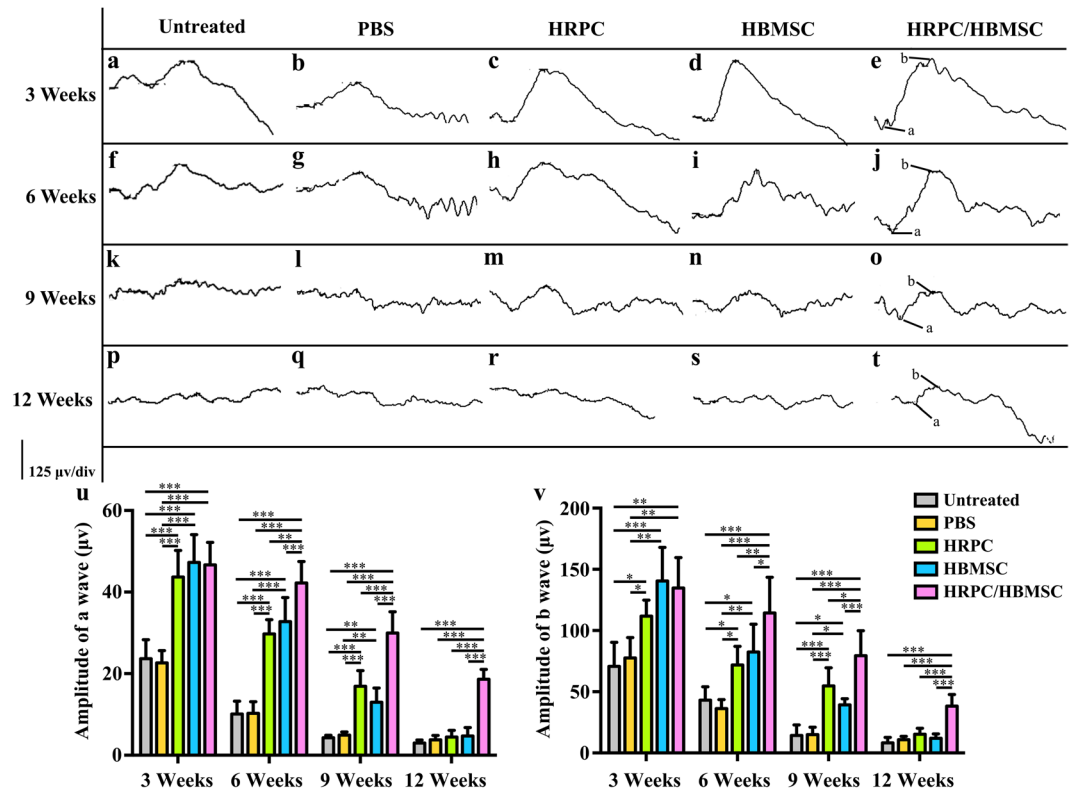 Untreated PBS HRPC HBMSC HRPC/HBMSC
3 Weeks a b c d e b a
6 Weeks f g h i j b a
9 Weeks k l m n o b a
12 Weeks p q r s t b a
125 μv/div
u
Amplitude of a wave (μv)
60
40
20
0
*** *** *** *** *** ***
*** *** ** *** *** *** *** ***
*** *** *** *** ** ** *** ***
*** *** *** ***
3 Weeks 6 Weeks 9 Weeks 12 Weeks
v
Amplitude of b wave (μv)
200
150
100
50
0
** ** *** ** * *
*** *** ** * * ** * *
*** *** * *** * * *** ***
*** *** *** ***
3 Weeks 6 Weeks 9 Weeks 12 Weeks
Untreated
PBS
HRPC
HBMSC
HRPC/HBMSC